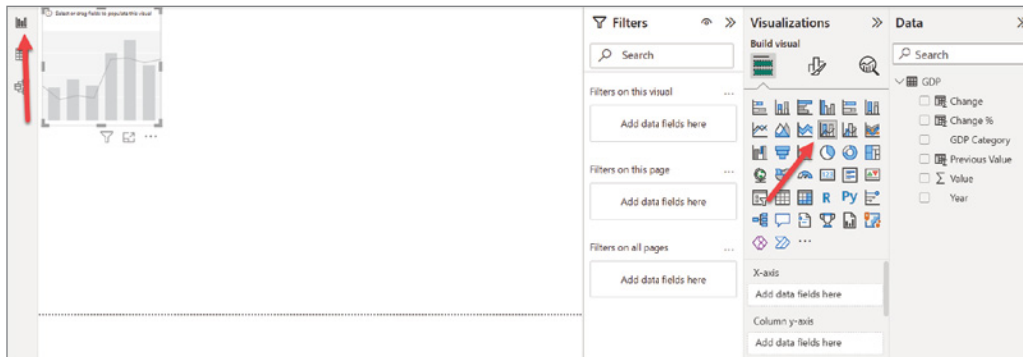 Select or drag fields to populate this visual
Filters
Search
Filters on this visual
...
Add data fields here
Filters on this page
...
Add data fields here
Filters on all pages
...
Add data fields here
Visualizations
Build visual
123
R
Py
...
X-axis
Add data fields here
Column y-axis
Add data fields here
Data
Search
GDP
Change
Change %
GDP Category
Previous Value
Σ Value
Year